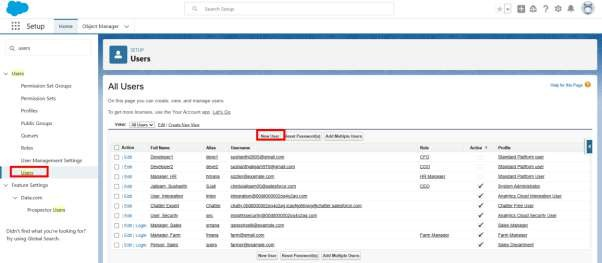 Search Setup
Setup
Home
Object Manager
users
Users
Permission Set Groups
Permission Sets
Profiles
Public Groups
Queues
Roles
User Management Settings
Users
Feature Settings
Data.com
Prospector Users
Didn't find what you're looking for?
Try using Global Search.
SETUP
Users
All Users
Help for this Page
On this page you can create, view, and manage users.
To get more licenses, use the Your Account app. Let's Go
View: All Users Edit | Create New View
New User Reset Password(s) Add Multiple Users
Action Full Name Alias Username Role Active Profile
Edit Developer1 CFO Standard Platform User
Edit Developer2 COO Standard Platform User
Edit Manager, HR HR Manager Standard Platform User
Edit CEO System Administrator
Edit User, Integration Analytics Cloud Integration User
Edit Chatter Expert Chatter Free User
Edit User, Security Analytics Cloud Security User
Edit | Login Manager, Sales Sales Manager
Edit | Login Manager, Farm farm@email.com Farm Manager Farm Manager
Edit | Login Person, Sales Sales Department
New User Reset Password(s) Add Multiple Users